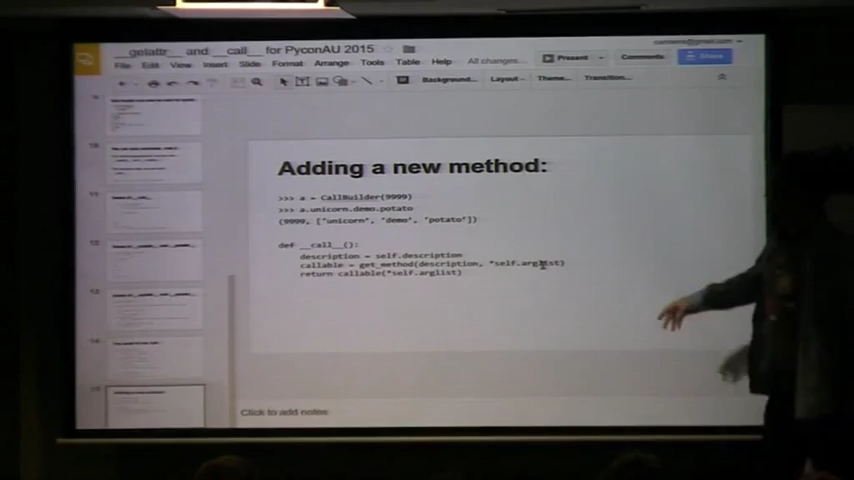 __getattr__ and __call__ for PyconAU 2015
File Edit View Insert Slide Format Arrange Tools Table Help All changes...
Present Comments Share
Background... Layout Theme... Transition...
Adding a new method:
>>> a = CallBuilder(9999)
>>> a.unicorn.demo.potato
(9999, ['unicorn', 'demo', 'potato'])
def __call__():
description = self.description
callable = get_method(description, *self.arglist)
return callable(*self.arglist)
Click to add notes